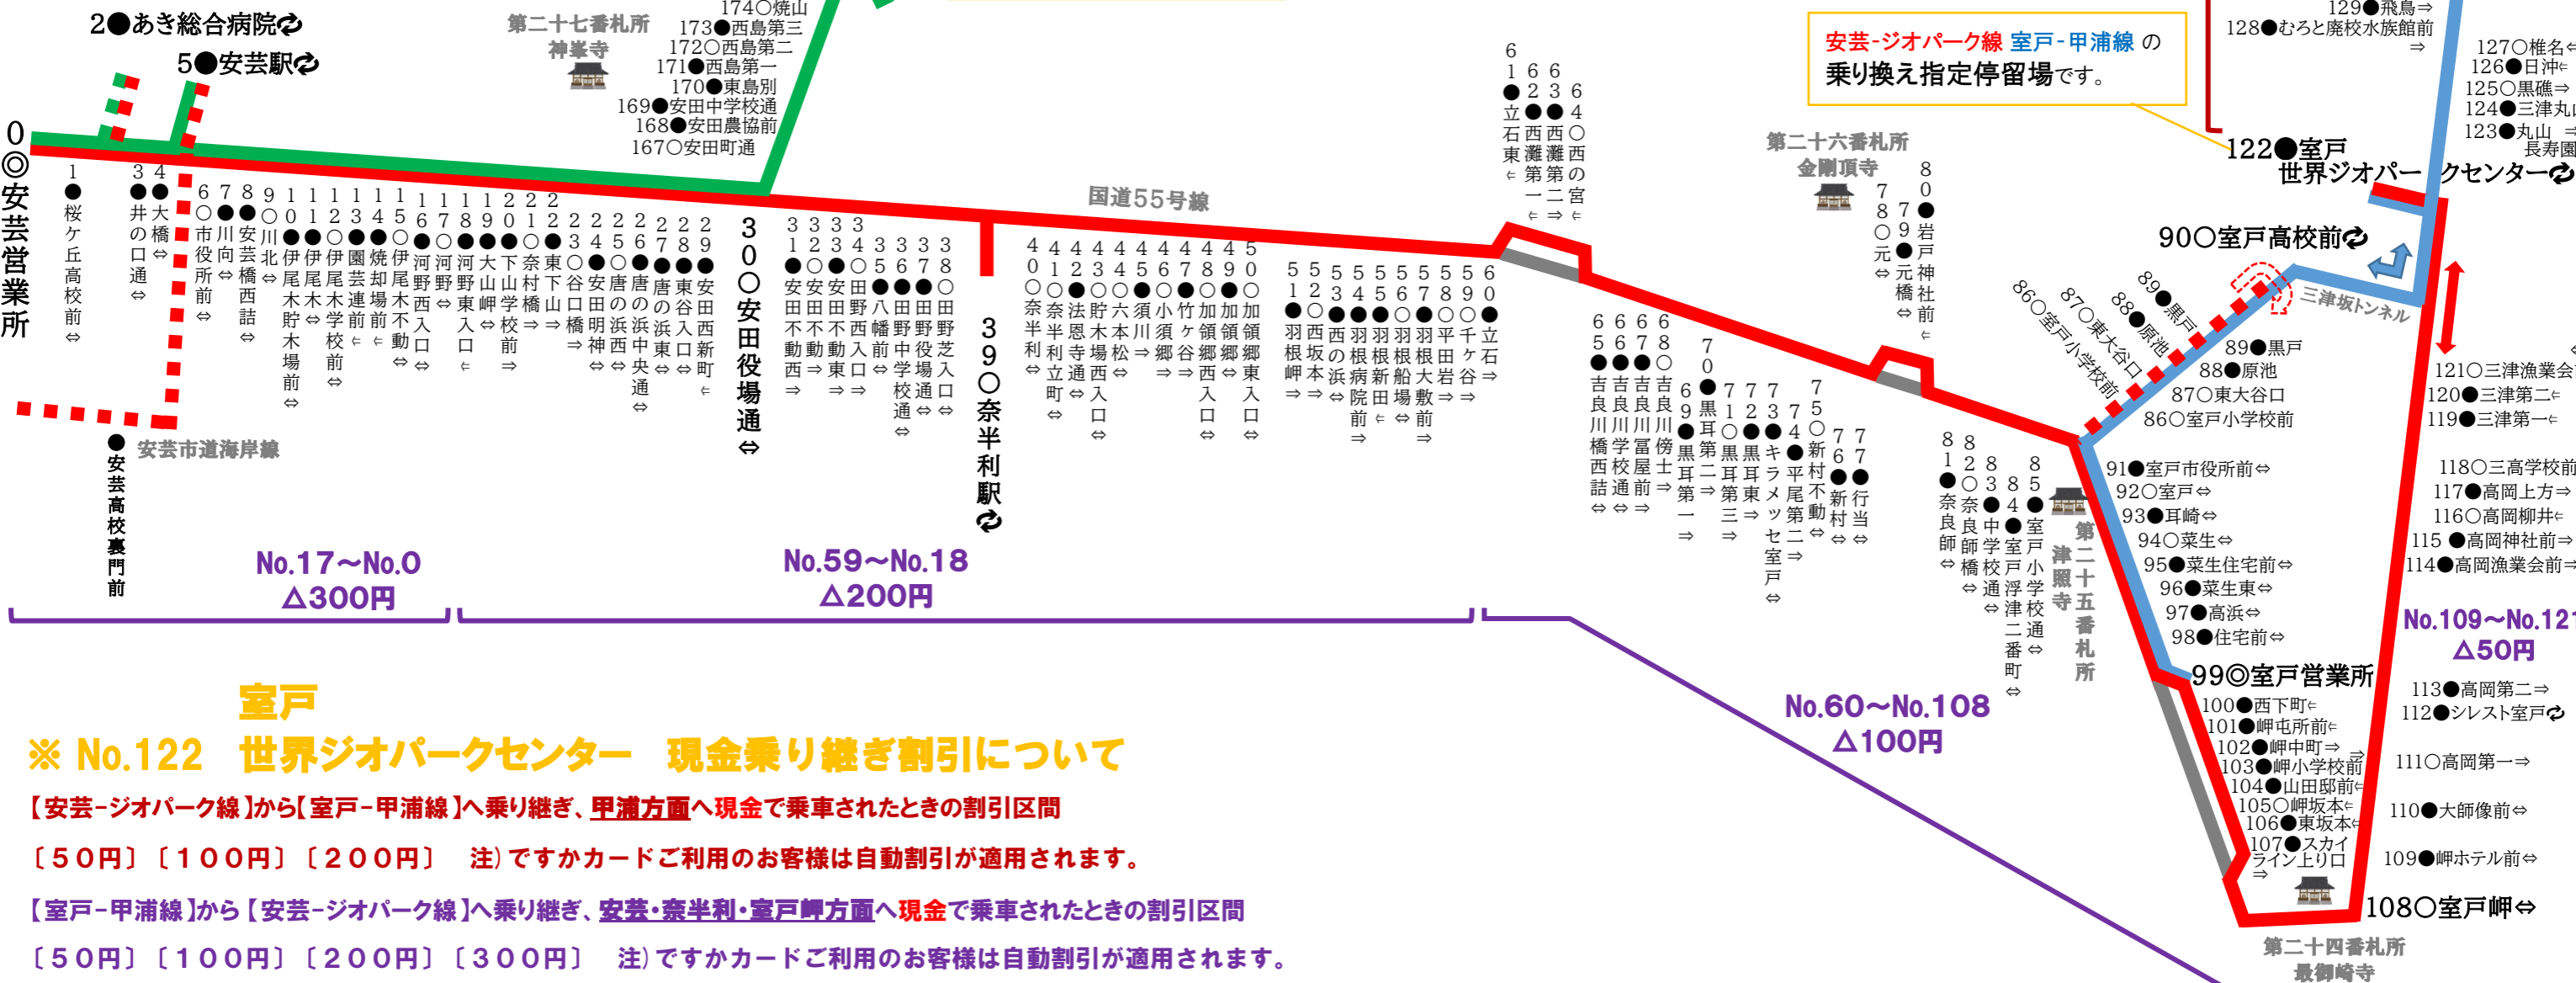 2●あき総合病院
5●安芸駅
第二十七番札所
神峯寺
174○焼山
173●西島第三
172○西島第二
171●西島第一
170●東島別
169●安田中学校通
168●安田農協前
167○安田町通
安芸-ジオパーク線 室戸-甲浦線 の
乗り換え指定停留場です。
129●飛鳥⇒
128●むろと廃校水族館前
⇒
127○椎名
126●日沖⇐
125○黒礁⇒
124●三津丸山
123●丸山
長寿園
122●室戸
世界ジオパークセンター
0◎安芸営業所
1●桜ケ丘高校前⇔
3●井の口通⇔
4●大橋⇔
6○市役所前⇔
7●川向⇔
8●安芸橋西詰⇔
9○川北⇔
10●伊尾木貯木場前⇔
11●伊尾木⇔
12○伊尾木学校前⇔
13●園芸連前⇐
14●焼却場前⇐
15○伊尾木不動⇔
16●河野西入口⇔
17○河野⇔
18●河野東入口⇐
19●大山岬⇔
20●下山学校前⇒
21○奈村橋⇒
22●東下山⇒
23○谷口橋⇒
24●安田明神⇔
25○唐の浜西⇔
26●唐の浜中央通⇔
27●唐の浜東⇔
28●東谷入口⇔
29●安田西新町⇐
30○安田役場通⇔
31●安田不動西⇒
32○安田不動⇒
33●安田不動東⇒
34○田野西入口⇒
35●八幡前⇔
36●田野中学校通⇔
37●田野役場通⇔
38○田野芝入口⇔
39○奈半利駅
国道55号線
40○奈半利⇔
41○奈半利立町⇔
42●法恩寺通⇔
43○貯木場西入口⇔
44○六本松⇔
45●須川⇒
46○小須郷⇒
47●竹ヶ谷⇒
48○加領郷西入口⇔
49●加領郷⇔
50○加領郷東入口⇔
51●羽根岬⇒
52○西坂本⇒
53●西の浜⇔
54●羽根病院前⇒
55●羽根新田⇐
56○羽根船場⇔
57●羽根大敷前⇒
58○平田岩⇒
59○千ヶ谷⇒
60●立石⇒
61●立石東⇐
62●西灘第一⇐
63●西灘第二⇒
64○西の宮⇐
65●吉良川橋西詰⇔
66●吉良川学校通⇔
67●吉良川冨屋前⇒
68○吉良川傍士⇒
69●黒耳第一⇒
70●黒耳第二⇒
71○黒耳第三⇒
72●黒耳東⇒
73●キラメッセ室戸⇔
74●平尾第二⇒
75○新村不動⇔
76●新村⇔
77●行当⇔
第二十六番札所
金剛頂寺
78○元⇔
79●元橋⇔
80●岩戸神社前⇐
81●奈良師⇔
82○奈良師橋⇔
83●中学校通⇔
84●室戸浮津二番町⇔
85●室戸小学校通⇔
第二十五番札所
津照寺
90○室戸高校前
89●黒戸
88●原池
87○東大谷口
86○室戸小学校前
三津坂トンネル
89●黒戸
88●原池
87○東大谷口
86○室戸小学校前
91●室戸市役所前⇔
92○室戸⇔
93●耳崎⇔
94○菜生⇔
95●菜生住宅前⇔
96●菜生東⇔
97●高浜⇔
98●住宅前⇔
99◎室戸営業所
100●西下町⇐
101●岬屯所前⇐
102●岬中町⇒
103●岬小学校前⇒
104●山田邸前⇐
105○岬坂本⇐
106●東坂本⇐
107●スカイ
ライン上り口
⇒
108○室戸岬⇔
第二十四番札所
最御崎寺
121○三津漁業会
120●三津第二⇐
119●三津第一⇐
118○三高学校前
117●高岡上方⇒
116○高岡柳井⇐
115 ●高岡神社前⇒
114●高岡漁業会前⇒
No.109～No.121
△50円
113●高岡第二⇒
112●シレスト室戸
111○高岡第一⇒
110●大師像前⇔
109●岬ホテル前⇔
●安芸高校裏門前
安芸市道海岸線
No.17～No.0
△300円
No.59～No.18
△200円
No.60～No.108
△100円
室戸
※ No.122 世界ジオパークセンター 現金乗り継ぎ割引について
【安芸-ジオパーク線】から【室戸-甲浦線】へ乗り継ぎ、甲浦方面へ現金で乗車されたときの割引区間
〔50円〕〔100円〕〔200円〕 注)ですかカードご利用のお客様は自動割引が適用されます。
【室戸-甲浦線】から【安芸-ジオパーク線】へ乗り継ぎ、安芸・奈半利・室戸岬方面へ現金で乗車されたときの割引区間
〔50円〕〔100円〕〔200円〕〔300円〕 注)ですかカードご利用のお客様は自動割引が適用されます。